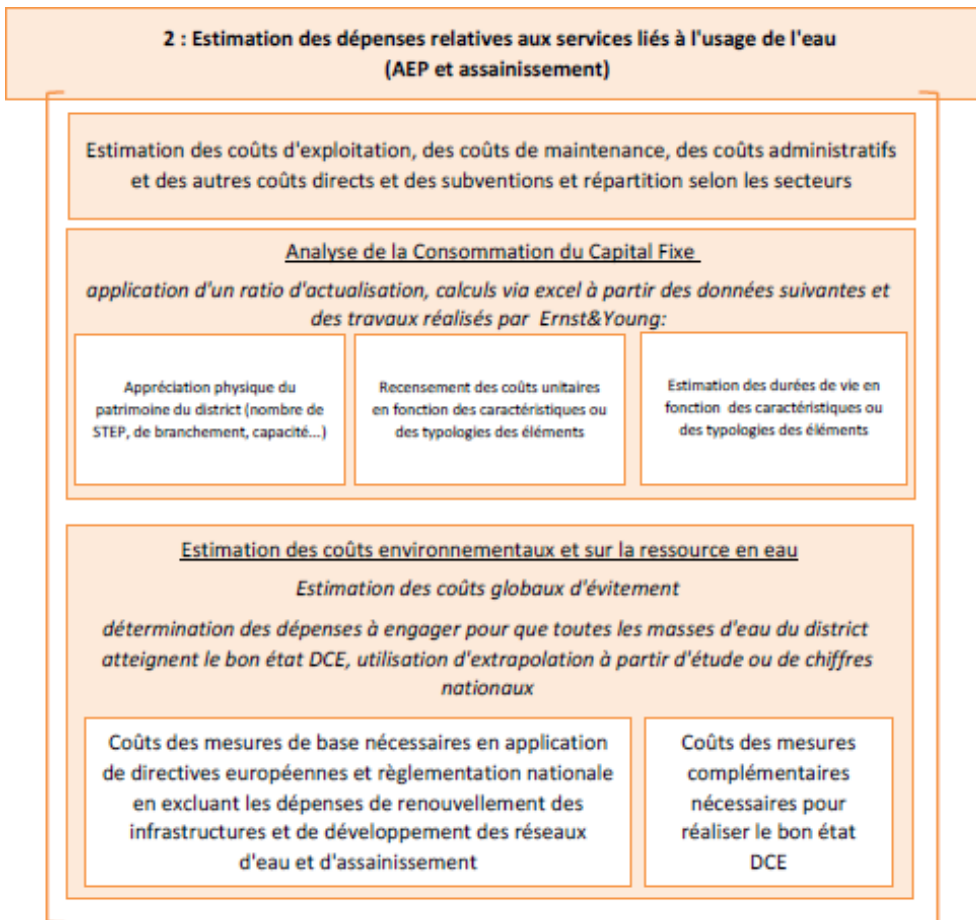 2 : Estimation des dépenses relatives aux services liés à l'usage de l'eau
(AEP et assainissement)
Estimation des coûts d'exploitation, des coûts de maintenance, des coûts administratifs
et des autres coûts directs et des subventions et répartition selon les secteurs
Analyse de la Consommation du Capital Fixe
application d'un ratio d'actualisation, calculs via excel à partir des données suivantes et
des travaux réalisés par Ernst&Young:
Appréciation physique du
patrimoine du district (nombre de
STEP, de branchement, capacité...)
Recensement des coûts unitaires
en fonction des caractéristiques ou
des typologies des éléments
Estimation des durées de vie en
fonction des caractéristiques ou
des typologies des éléments
Estimation des coûts environnementaux et sur la ressource en eau
Estimation des coûts globaux d'évitement
détermination des dépenses à engager pour que toutes les masses d'eau du district
atteignent le bon état DCE, utilisation d'extrapolation à partir d'étude ou de chiffres
nationaux
Coûts des mesures de base nécessaires en application
de directives européennes et règlementation nationale
en excluant les dépenses de renouvellement des
infrastructures et de développement des réseaux
d'eau et d'assainissement
Coûts des mesures
complémentaires
nécessaires pour
réaliser le bon état
DCE